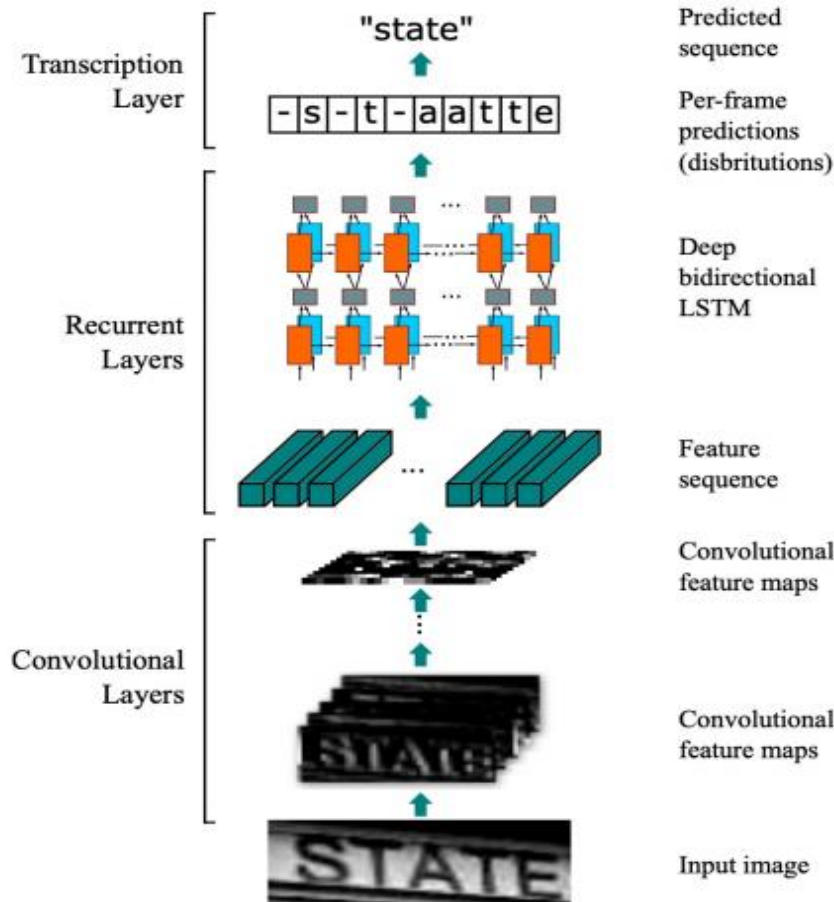 "state"
Predicted
sequence
Transcription
Layer
- s - t - a a t t e
Per-frame
predictions
(disbritutions)
Recurrent
Layers
...
Deep
bidirectional
LSTM
...
Feature
sequence
Convolutional
Layers
Convolutional
feature maps
STATE
Convolutional
feature maps
STATE
Input image